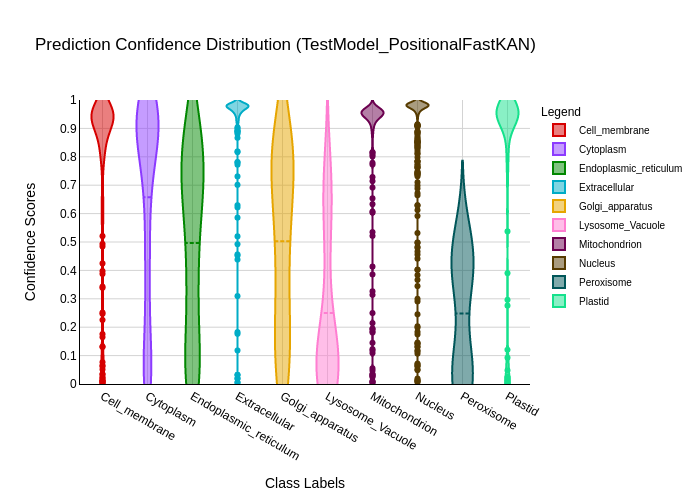 Prediction Confidence Distribution (TestModel_PositionalFastKAN)
Confidence Scores
1
0.9
0.8
0.7
0.6
0.5
0.4
0.3
0.2
0.1
0
Cell_membrane
Cytoplasm
Endoplasmic_reticulum
Extracellular
Golgi_apparatus
Lysosome_Vacuole
Mitochondrion
Nucleus
Peroxisome
Plastid
Class Labels
Legend
Cell_membrane
Cytoplasm
Endoplasmic_reticulum
Extracellular
Golgi_apparatus
Lysosome_Vacuole
Mitochondrion
Nucleus
Peroxisome
Plastid